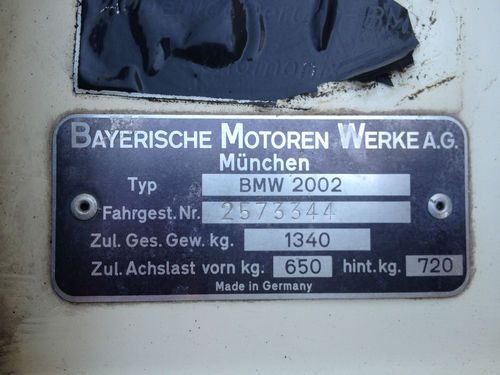 BAYERISCHE MOTOREN WERKE A.G.
München
Typ BMW 2002
Fahrgest. Nr. 2573344
Zul. Ges. Gew. kg. 1340
Zul. Achslast vorn kg. 650 hint. kg. 720
Made in Germany